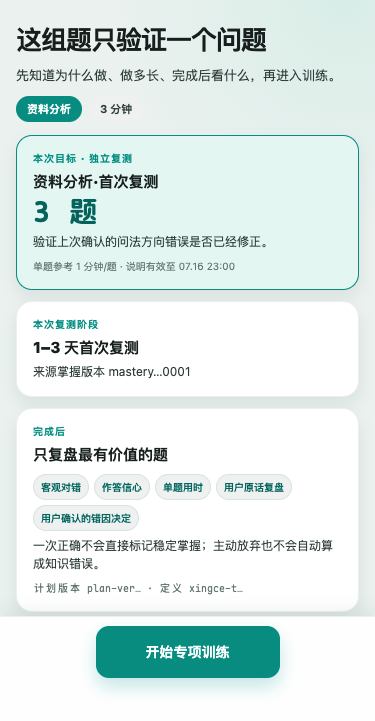 这组题只验证一个问题
先知道为什么做、做多长、完成后看什么，再进入训练。
资料分析 3 分钟
本次目标 · 独立复测
资料分析·首次复测
3 题
验证上次确认的问法方向错误是否已经修正。
单题参考 1 分钟/题 · 说明有效至 07.16 23:00
本次复测阶段
1–3 天首次复测
来源掌握版本 mastery…0001
完成后
只复盘最有价值的题
客观对错 作答信心 单题用时 用户原话复盘
用户确认的错因决定
一次正确不会直接标记稳定掌握；主动放弃也不会自动算
成知识错误。
计划版本 plan-ver… · 定义 xingce-t…
开始专项训练